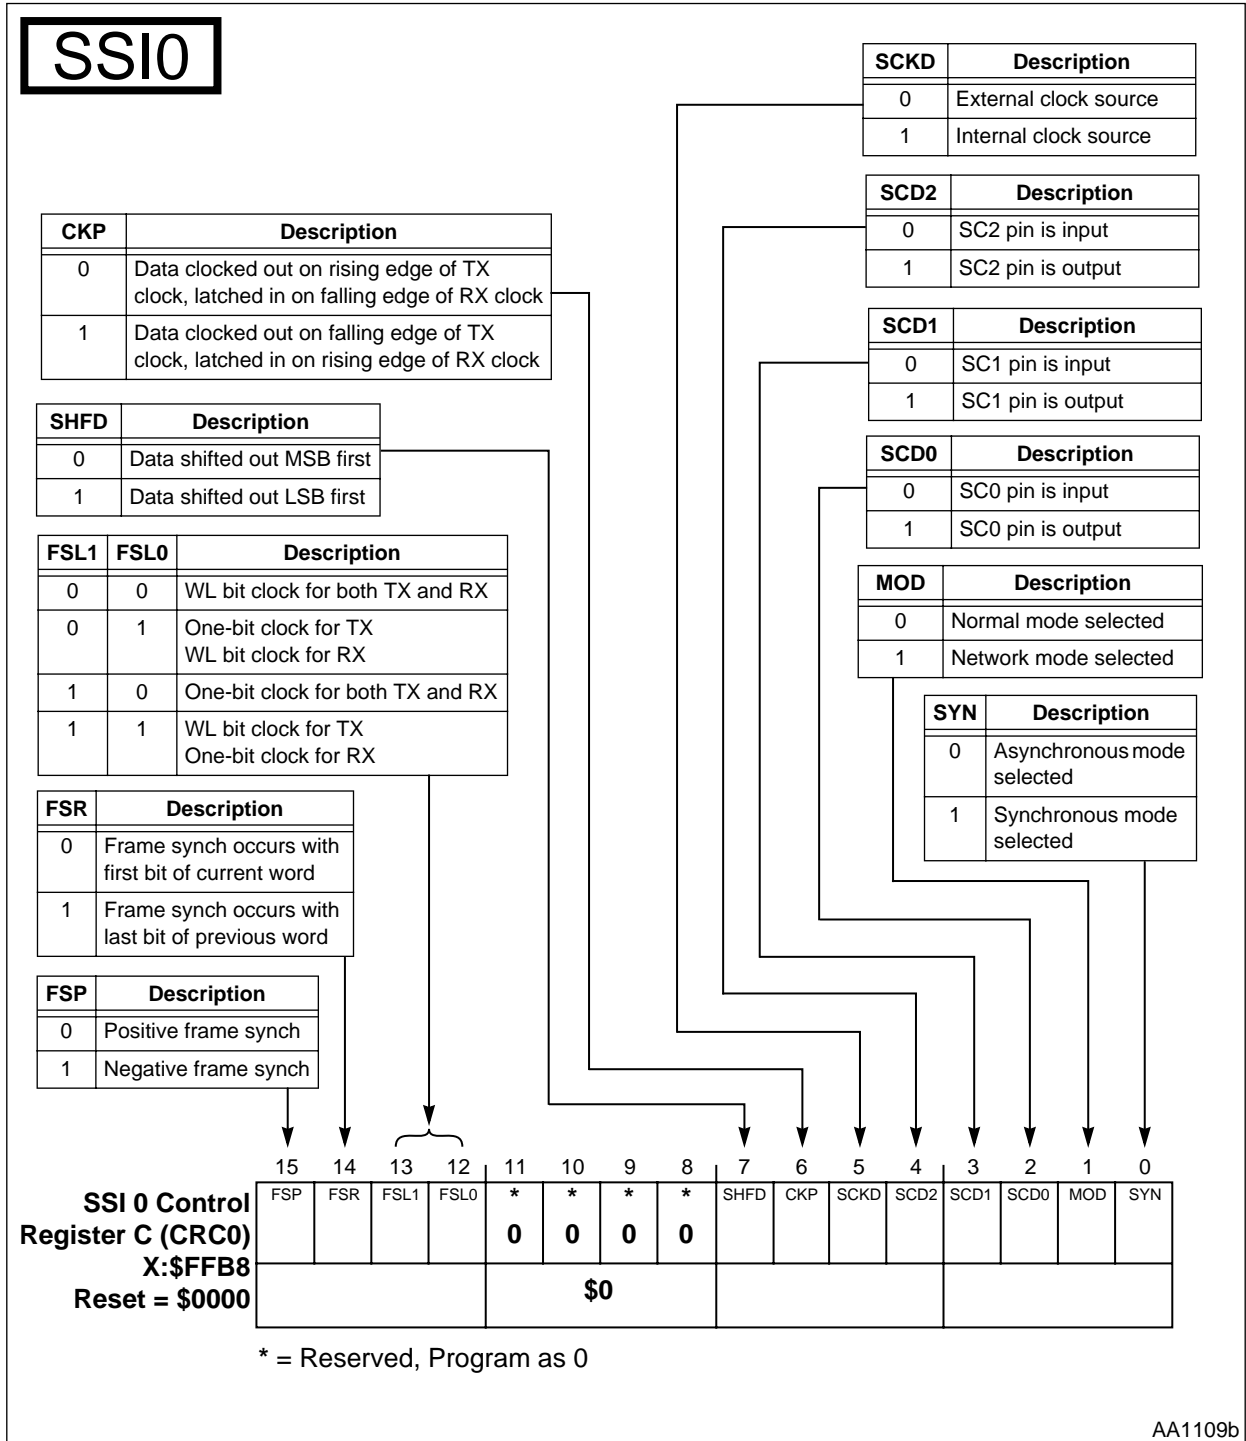 SSI0
SCKD Description
0 External clock source
1 Internal clock source
SCD2 Description
0 SC2 pin is input
1 SC2 pin is output
CKP Description
0 Data clocked out on rising edge of TX
clock, latched in on falling edge of RX clock
1 Data clocked out on falling edge of TX
clock, latched in on rising edge of RX clock
SCD1 Description
0 SC1 pin is input
1 SC1 pin is output
SHFD Description
0 Data shifted out MSB first
1 Data shifted out LSB first
SCD0 Description
0 SC0 pin is input
1 SC0 pin is output
FSL1 FSL0 Description
0 0 WL bit clock for both TX and RX
0 1 One-bit clock for TX
WL bit clock for RX
1 0 One-bit clock for both TX and RX
1 1 WL bit clock for TX
One-bit clock for RX
MOD Description
0 Normal mode selected
1 Network mode selected
SYN Description
0 Asynchronous mode
selected
1 Synchronous mode
selected
FSR Description
0 Frame synch occurs with
first bit of current word
1 Frame synch occurs with
last bit of previous word
FSP Description
0 Positive frame synch
1 Negative frame synch
15 14 13 12 11 10 9 8 7 6 5 4 3 2 1 0
FSP FSR FSL1 FSL0 * * * * SHFD CKP SCKD SCD2 SCD1 SCD0 MOD SYN
0 0 0 0
$0
SSI 0 Control
Register C (CRC0)
X:$FFB8
Reset = $0000
* = Reserved, Program as 0
AA1109b